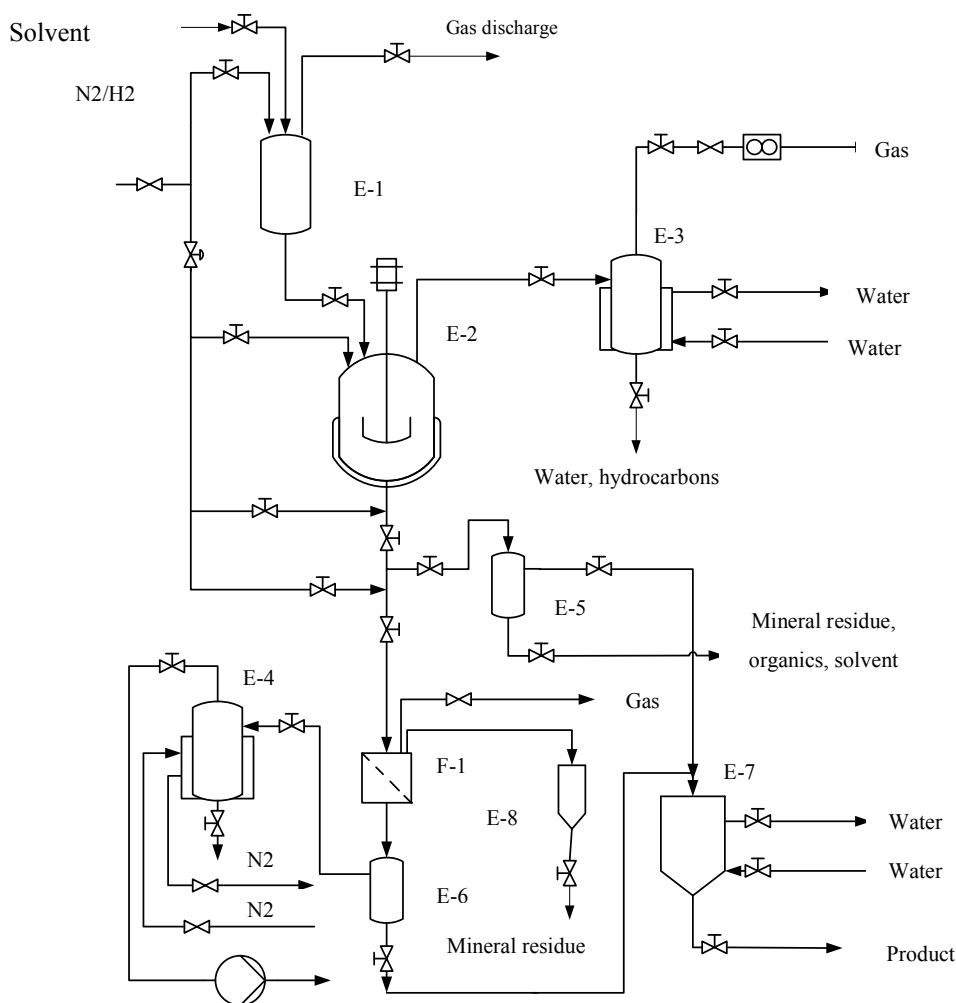 Solvent
Gas discharge
N2/H2
Gas
E-1
E-3
Water
E-2
Water
Water, hydrocarbons
E-5
Mineral residue,
organics, solvent
E-4
Gas
F-1
E-7
E-8
Water
N2
Water
E-6
N2
Mineral residue
Product